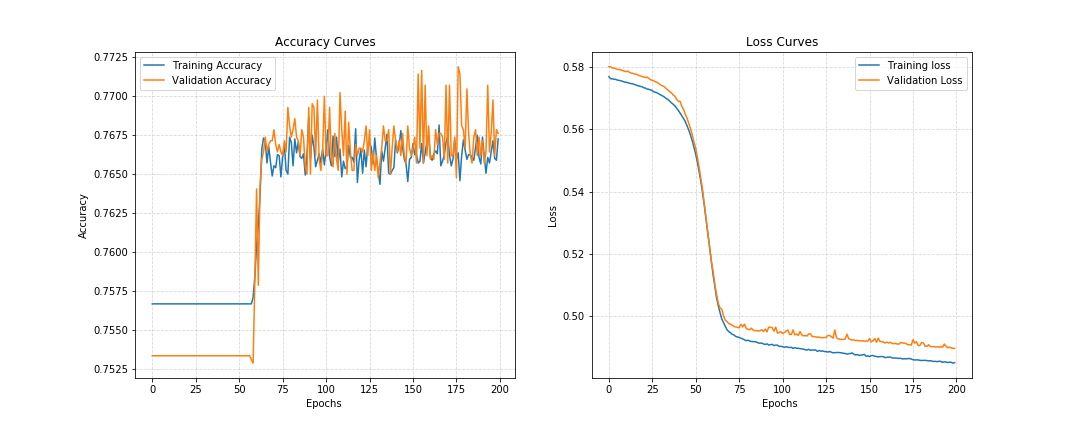 Accuracy Curves
Training Accuracy
Validation Accuracy
0.7725
0.7700
0.7675
0.7650
0.7625
0.7600
0.7575
0.7550
0.7525
Accuracy
0 25 50 75 100 125 150 175 200
Epochs
Loss Curves
Training loss
Validation Loss
0.58
0.56
0.54
0.52
0.50
Loss
0 25 50 75 100 125 150 175 200
Epochs